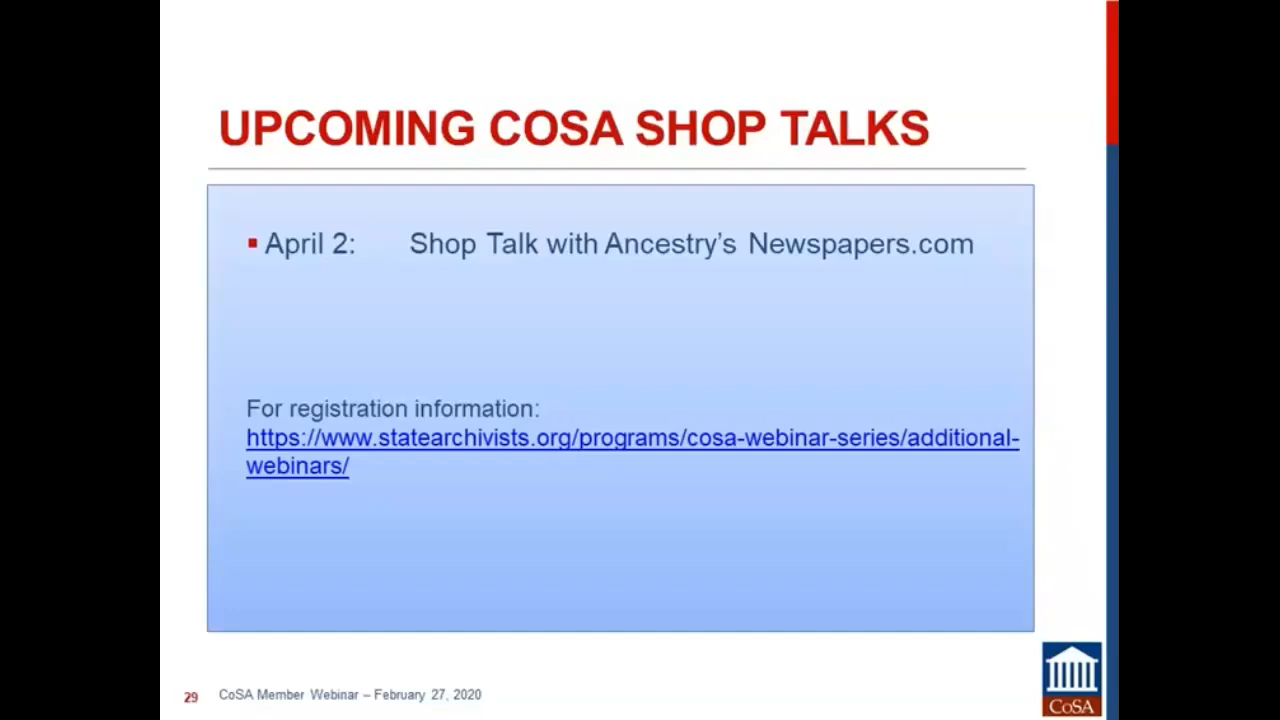 UPCOMING COSA SHOP TALKS
▪ April 2: Shop Talk with Ancestry’s Newspapers.com
For registration information:
https://www.statearchivists.org/programs/cosa-webinar-series/additional-
webinars/
29 CoSA Member Webinar – February 27, 2020
CoSA